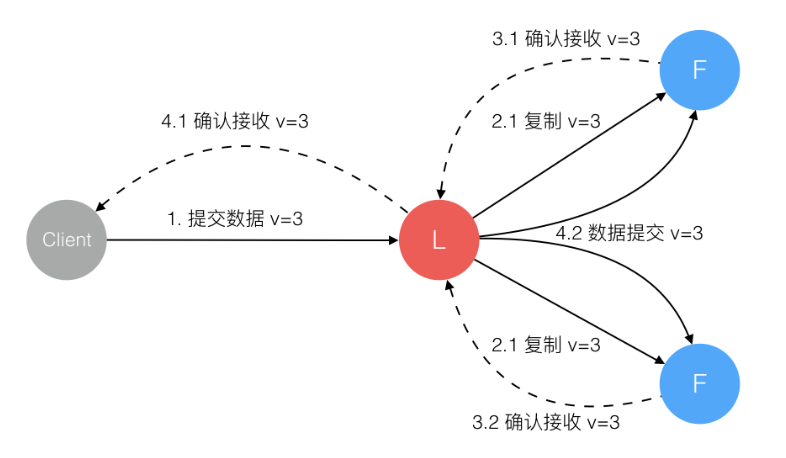 3.1 确认接收 v=3
F
4.1 确认接收 v=3
2.1 复制 v=3
1. 提交数据 v=3
Client
L
4.2 数据提交 v=3
2.1 复制 v=3
F
3.2 确认接收 v=3